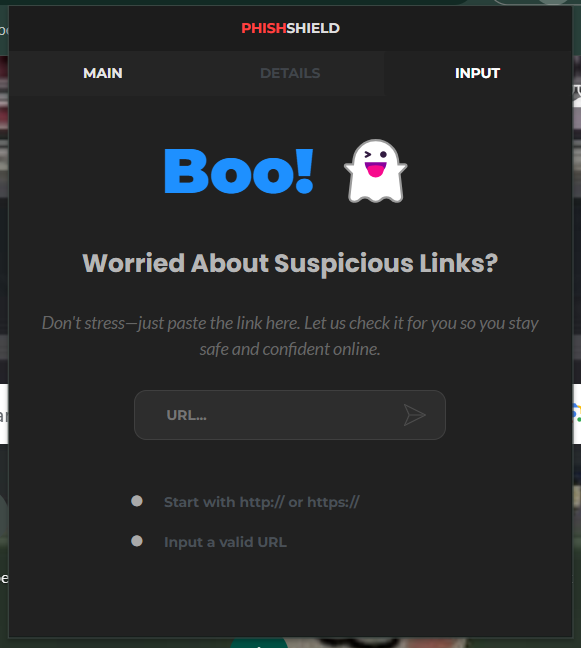 PHISHSHIELD
MAIN
DETAILS
INPUT
Boo!
Worried About Suspicious Links?
Don't stress—just paste the link here. Let us check it for you so you stay
safe and confident online.
URL...
Start with http:// or https://
Input a valid URL